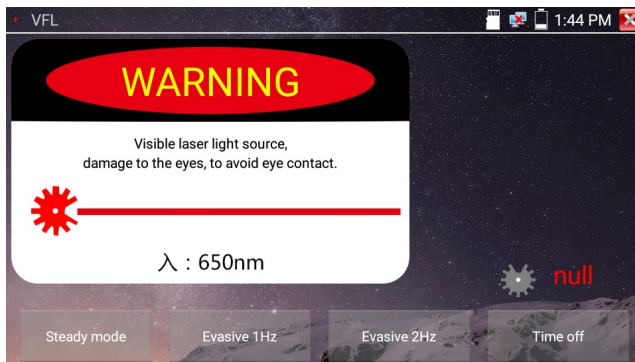 VFL
1:44 PM
WARNING
Visible laser light source,
damage to the eyes, to avoid eye contact.
入：650nm
null
Steady mode
Evasive 1Hz
Evasive 2Hz
Time off